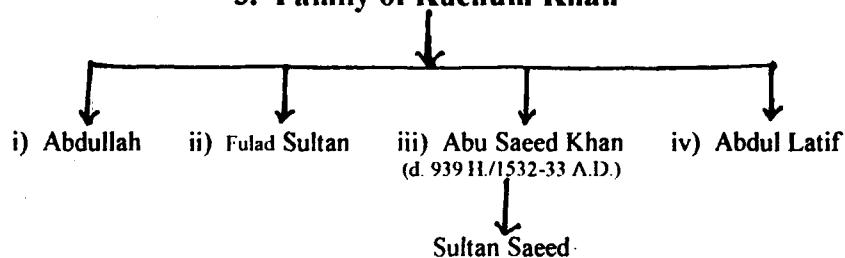 3. Family of Kuchum Khan
i) Abdullah ii) Fulad Sultan iii) Abu Saeed Khan iv) Abdul Latif
(d. 939 H./1532-33 A.D.)
Sultan Saeed